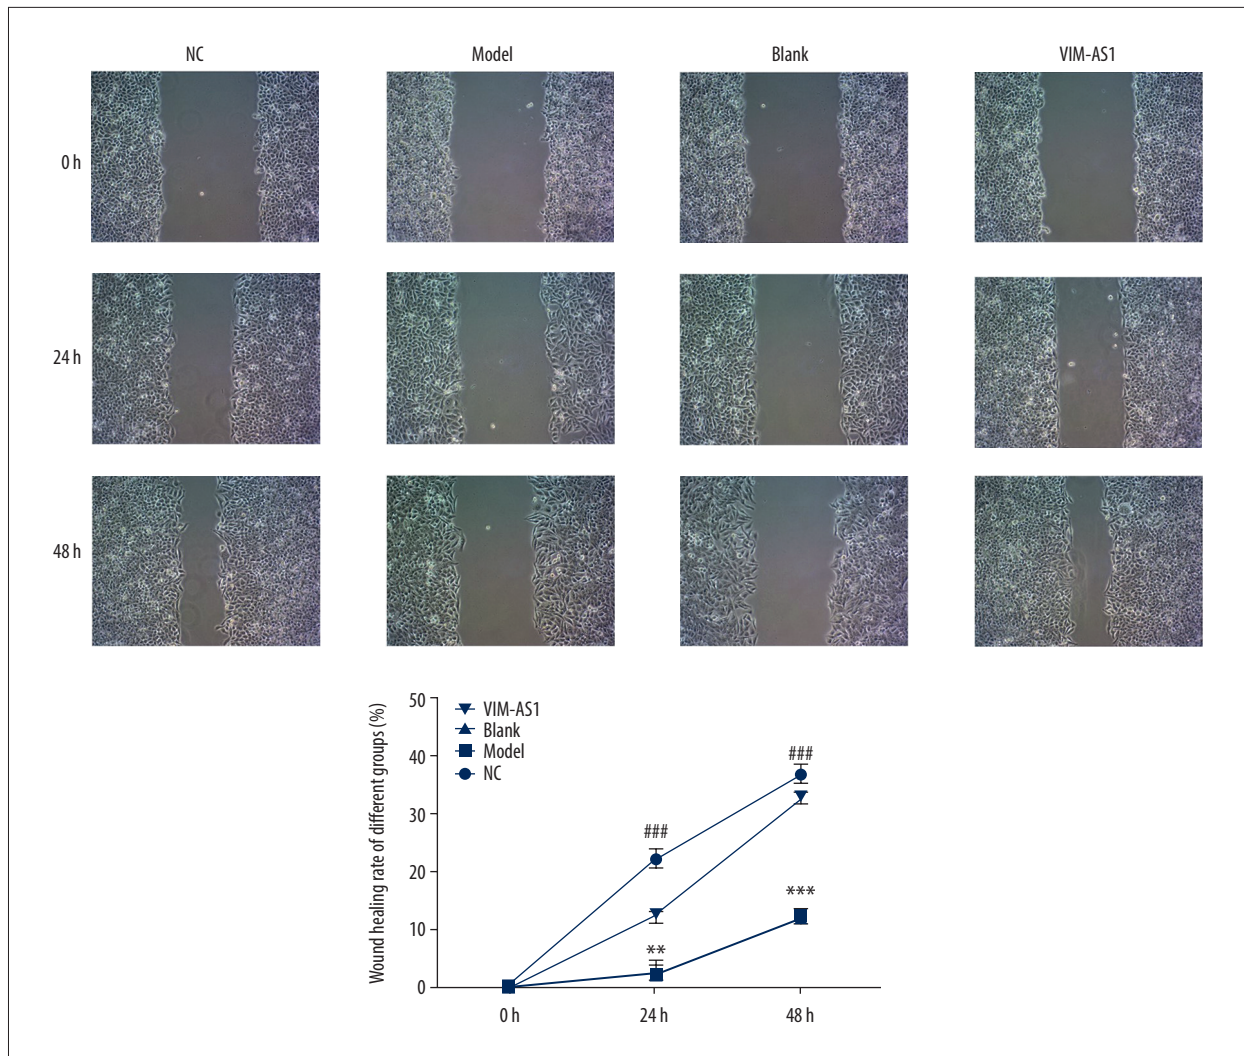 NC Model Blank VIM-AS1
0 h
24 h
48 h
Wound healing rate of different groups (%)
50
40
30
20
10
0
VIM-AS1
Blank
Model
NC
###
###
**
***
0 h 24 h 48 h